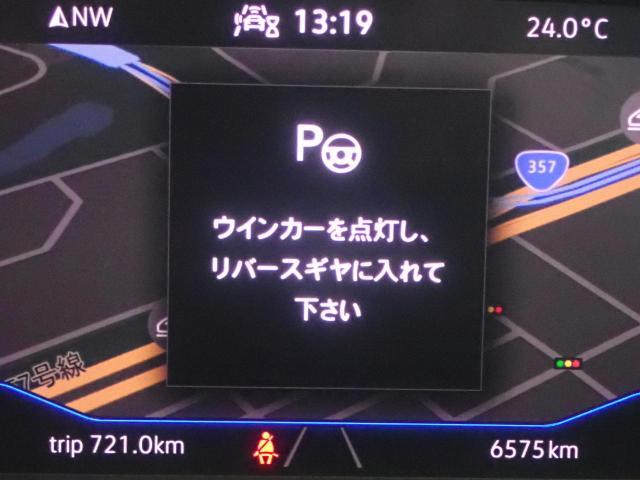 NW
13:19
24.0°C
P
357
ウインカーを点灯し、
リバースギヤに入れて
下さい
7号線
trip 721.0km
6575km